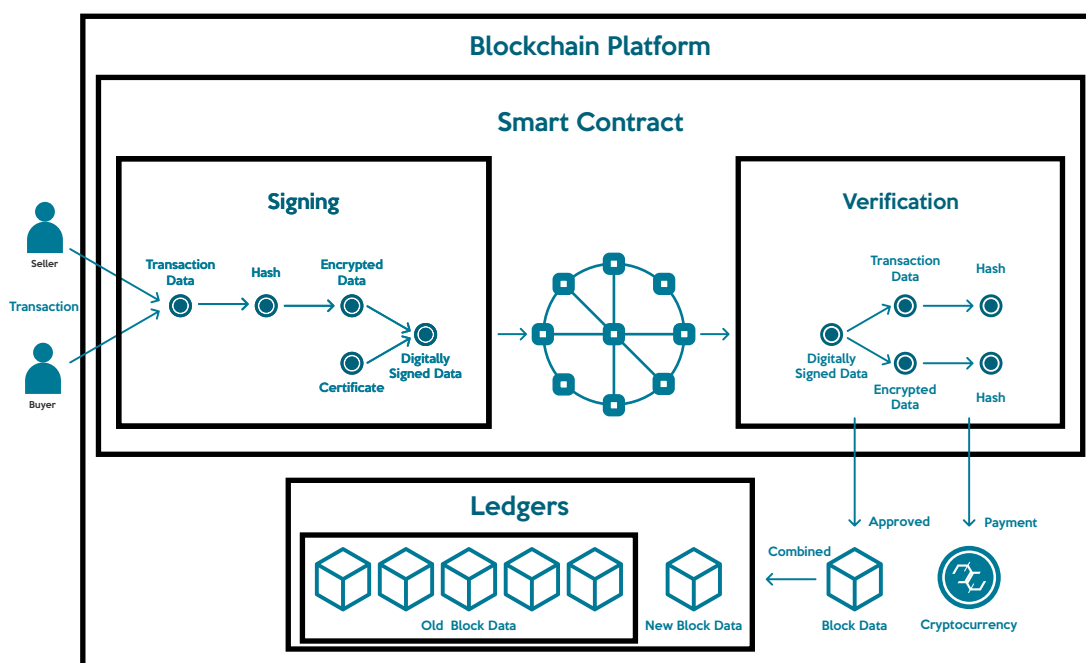 Blockchain Platform
Smart Contract
Signing
Verification
Seller
Transaction
Buyer
Transaction
Data
Hash
Encrypted
Data
Certificate
Digitally
Signed Data
Digitally
Signed Data
Transaction
Data
Hash
Encrypted
Data
Hash
Ledgers
Old Block Data
New Block Data
Combined
Approved
Payment
Block Data
Cryptocurrency